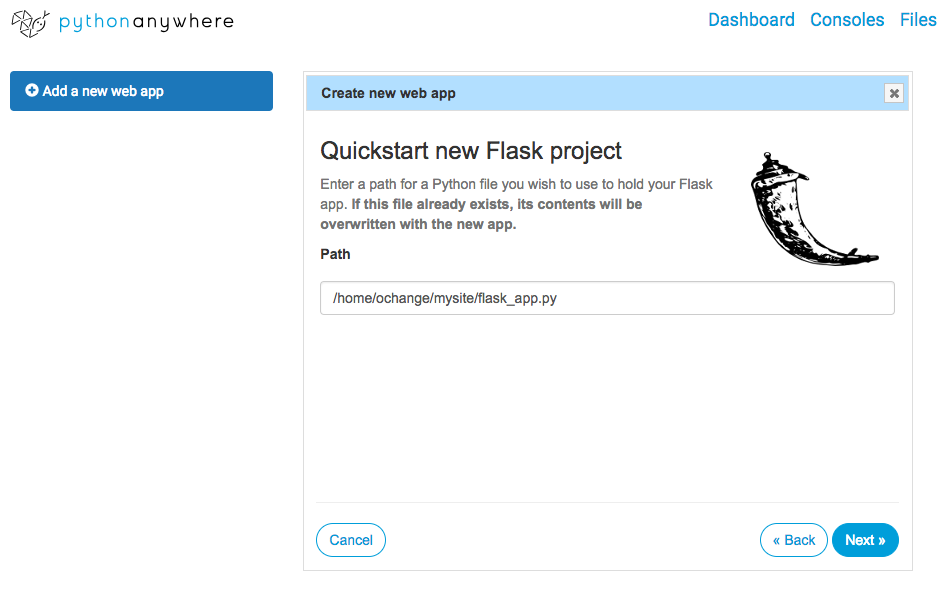 pythonanywhere
Dashboard Consoles Files
Add a new web app
Create new web app
Quickstart new Flask project
Enter a path for a Python file you wish to use to hold your Flask
app. If this file already exists, its contents will be
overwritten with the new app.
Path
/home/ochange/mysite/flask_app.py
Cancel
« Back
Next »